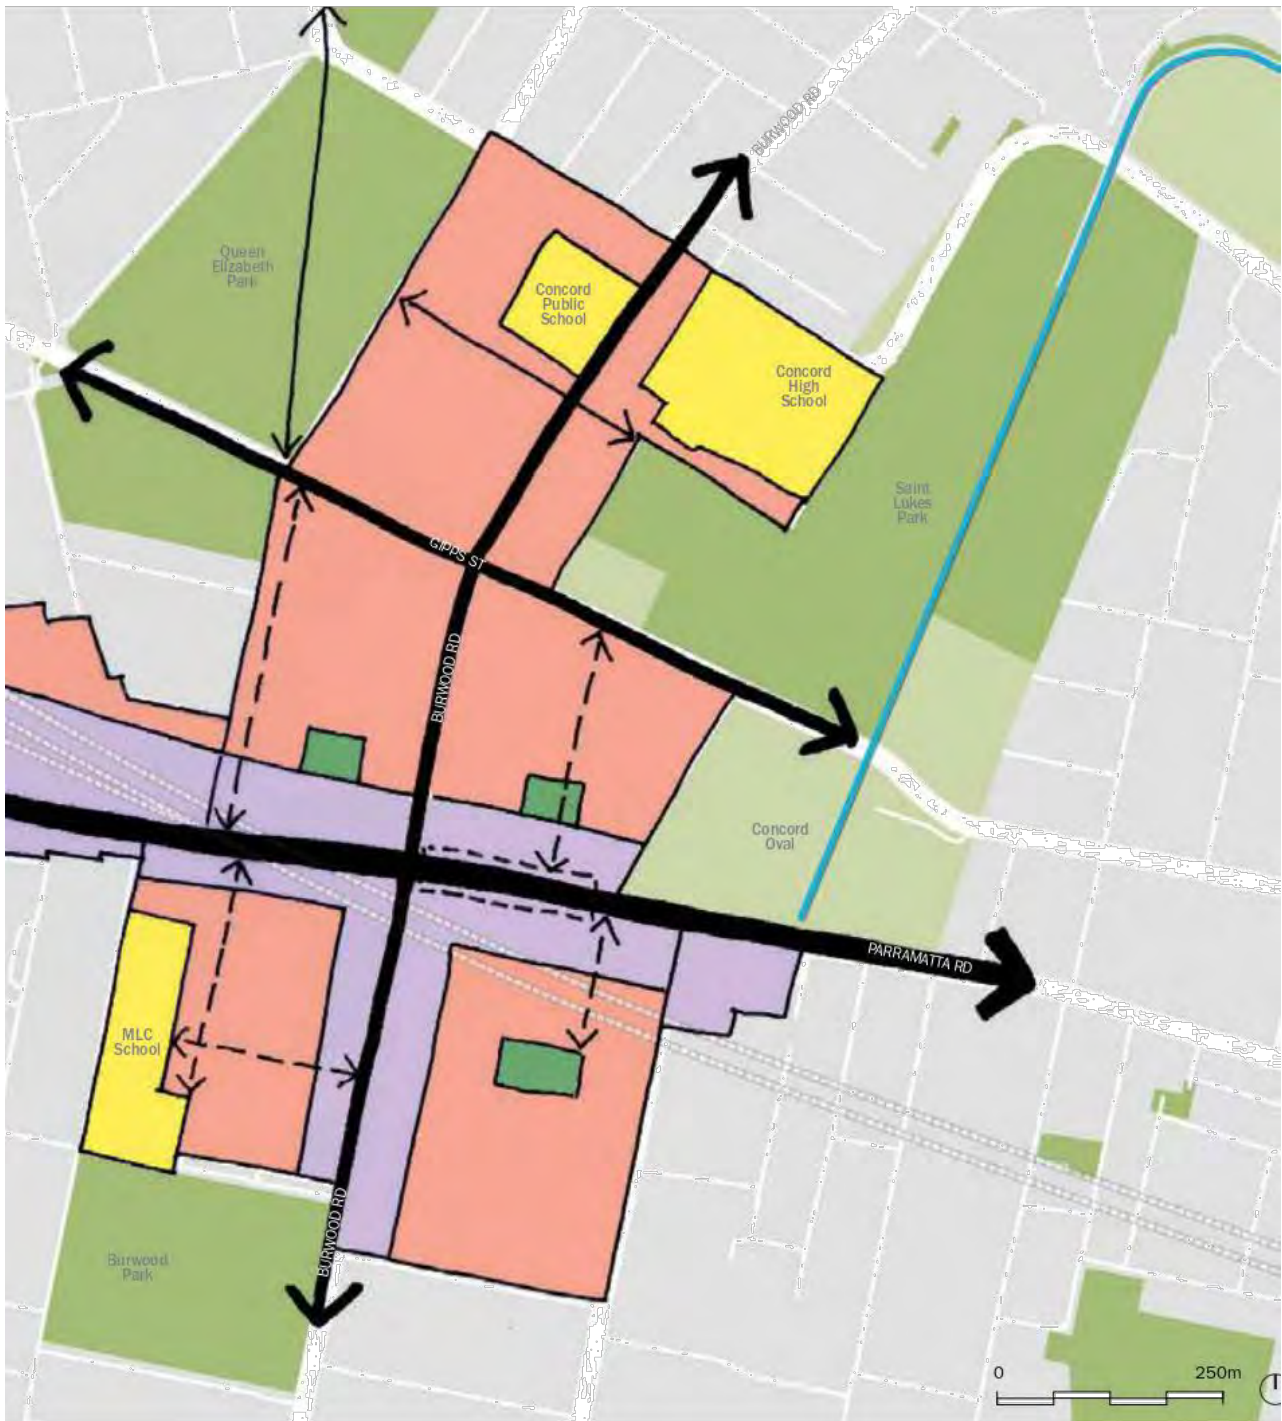 BURWOOD RD
Queen
Elizabeth
Park
Concord
Public
School
Concord
High
School
Saint
Lukes
Park
GIPPS ST
BURWOOD RD
Concord
Oval
PARRAMATTA RD
MLC
School
BURWOOD RD
Burwood
Park
0
250m